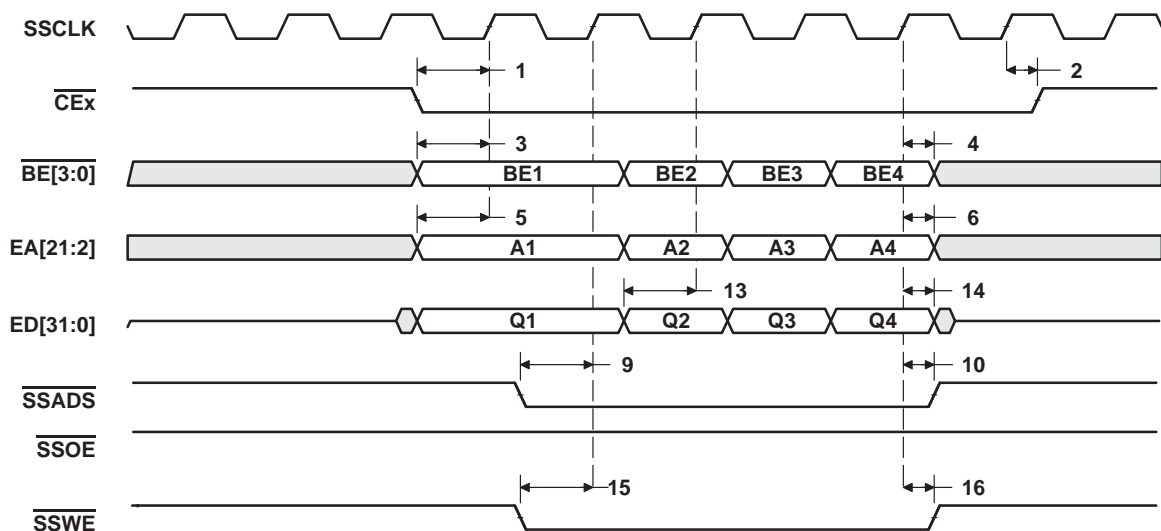 SSCLK
1 2
CEx
3 4
BE[3:0] BE1 BE2 BE3 BE4
5 6
EA[21:2] A1 A2 A3 A4
13 14
ED[31:0] Q1 Q2 Q3 Q4
9 10
SSADS
SSOE
15 16
SSWE